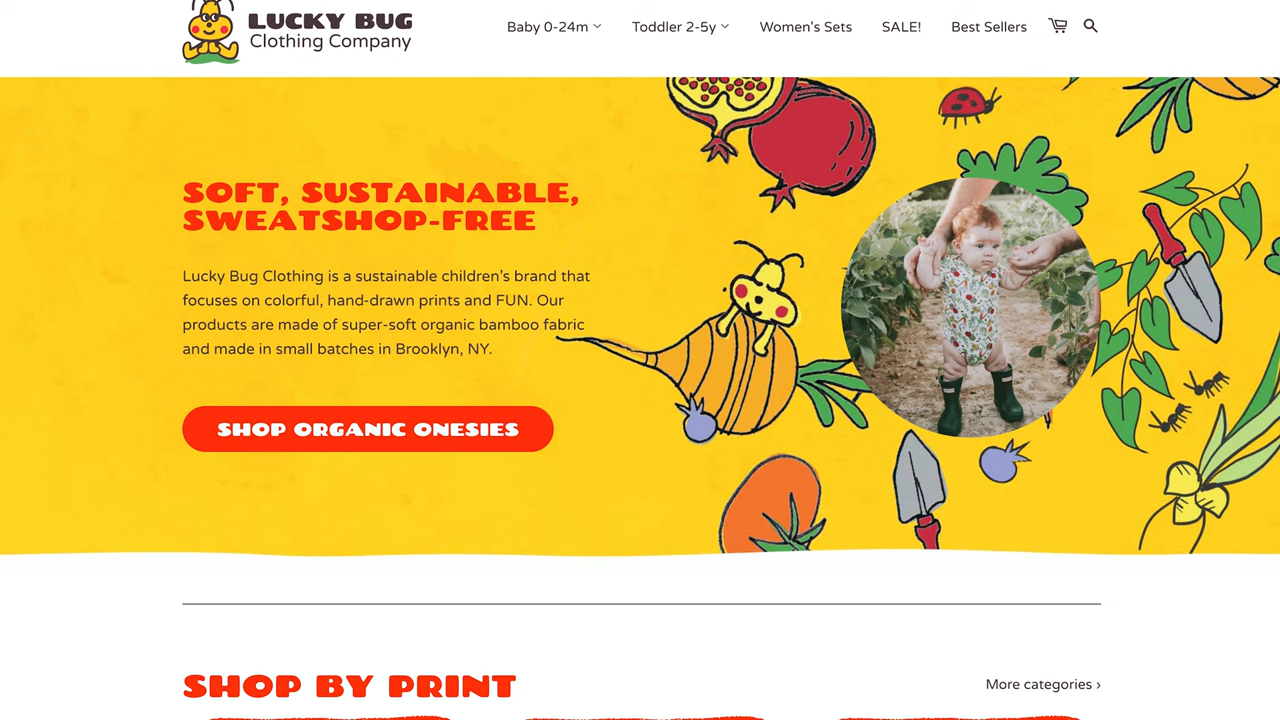 LUCKY BUG
Clothing Company
Baby 0-24m
Toddler 2-5y
Women's Sets
SALE!
Best Sellers
SOFT, SUSTAINABLE,
SWEATSHOP-FREE
Lucky Bug Clothing is a sustainable children’s brand that
focuses on colorful, hand-drawn prints and FUN. Our
products are made of super-soft organic bamboo fabric
and made in small batches in Brooklyn, NY.
SHOP ORGANIC ONESIES
SHOP BY PRINT
More categories ›